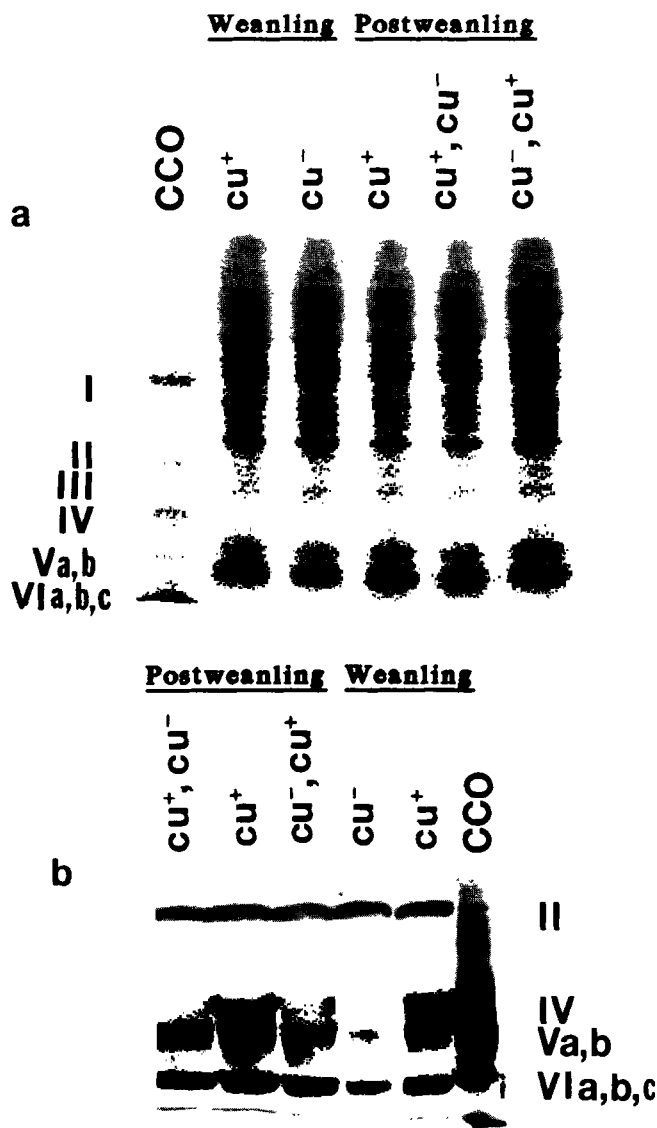 Weanling Postweanling
a
CCO
cu⁺
cu⁻
cu⁺
cu⁺, cu⁻
cu⁻, cu⁺
I
II
III
IV
Va,b
VIa,b,c
Postweanling Weanling
b
cu⁺, cu⁻
cu⁺
cu⁻, cu⁺
cu⁻
cu⁺
CCO
II
IV
Va,b
VIa,b,c